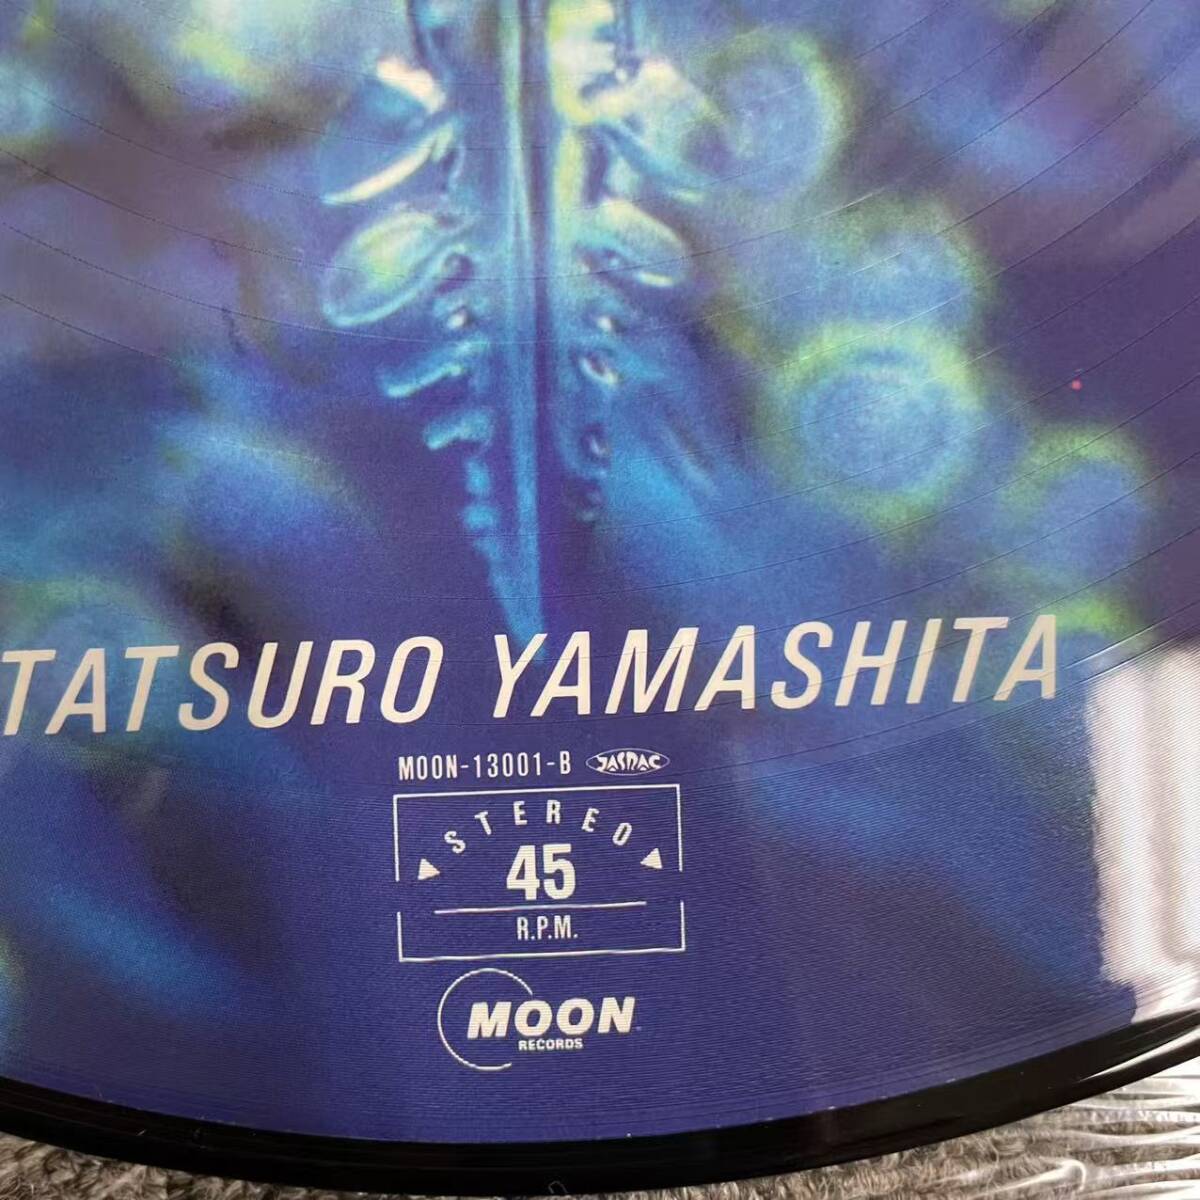 TATSURO YAMASHITA
MOON-13001-B JASRAC
STEREO
45
R.P.M.
MOON
RECORDS